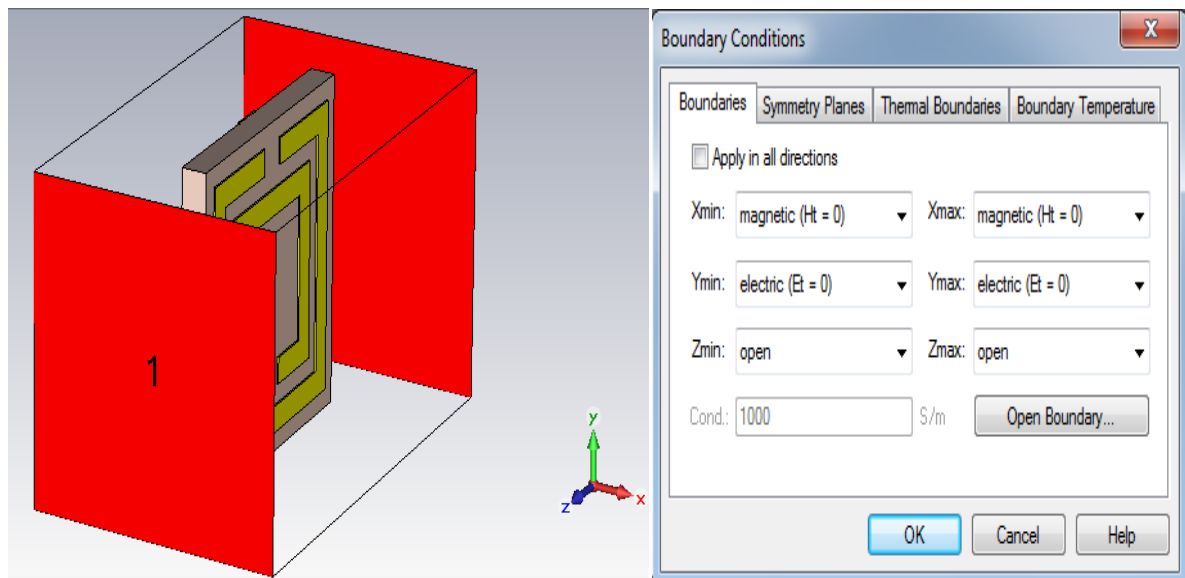 1
y
x
z
Boundary Conditions
x
Boundaries Symmetry Planes Thermal Boundaries Boundary Temperature
Apply in all directions
Xmin: magnetic (Ht = 0) Xmax: magnetic (Ht = 0)
Ymin: electric (Et = 0) Ymax: electric (Et = 0)
Zmin: open Zmax: open
Cond.: 1000 S/m Open Boundary...
OK Cancel Help